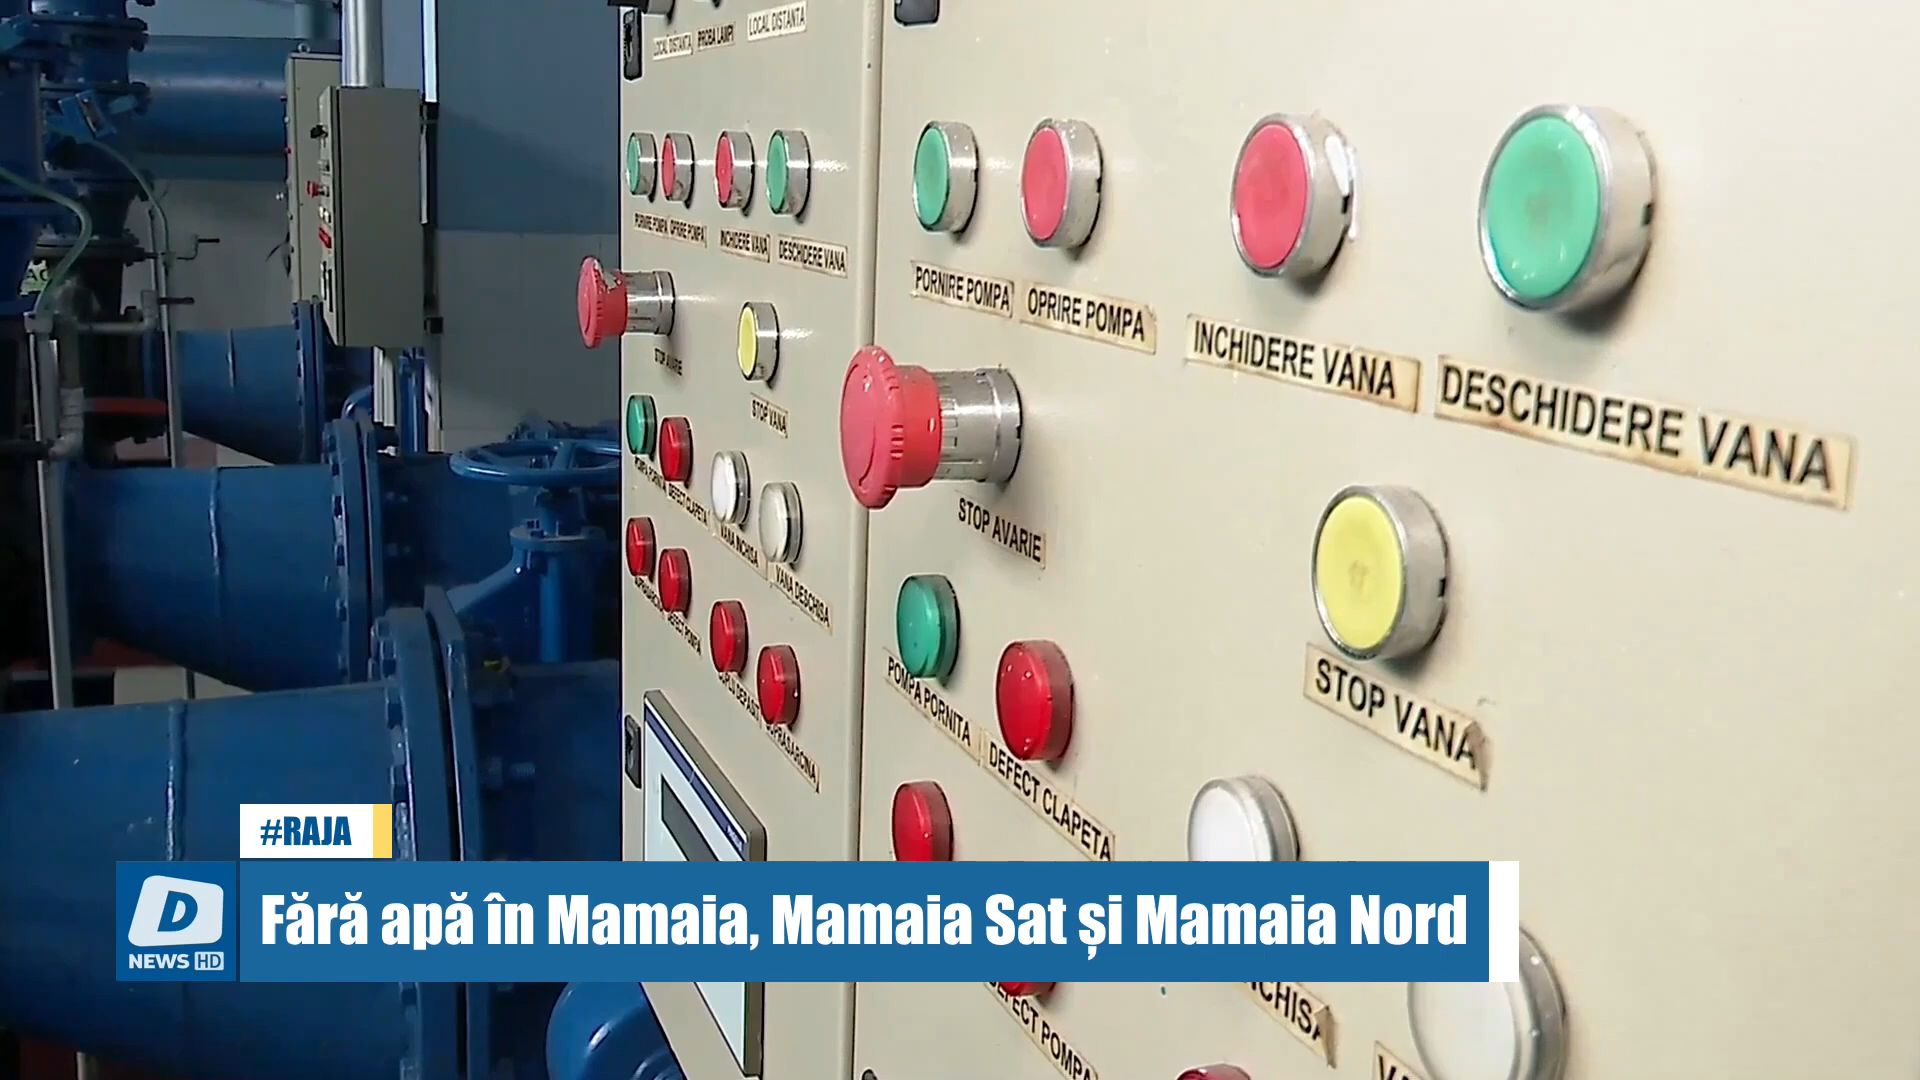 LOCAL DISTANTA
PROBA LAMPI
LOCAL DISTANTA
PORNIRE POMPA
OPRIRE POMPA
INCHIDERE VANA
DESCHIDERE VANA
STOP AVARIE
STOP VANA
POMPA PORNITA
DEFECT CLAPETA
VANA INCHISA
VANA DESCHISA
DEFECT POMPA
SUPRASARCINA
PORNIRE POMPA
OPRIRE POMPA
INCHIDERE VANA
DESCHIDERE VANA
STOP AVARIE
STOP VANA
POMPA PORNITA
DEFECT CLAPETA
DEFECT POMPA
#RAJA
D NEWS HD
Fără apă în Mamaia, Mamaia Sat și Mamaia Nord